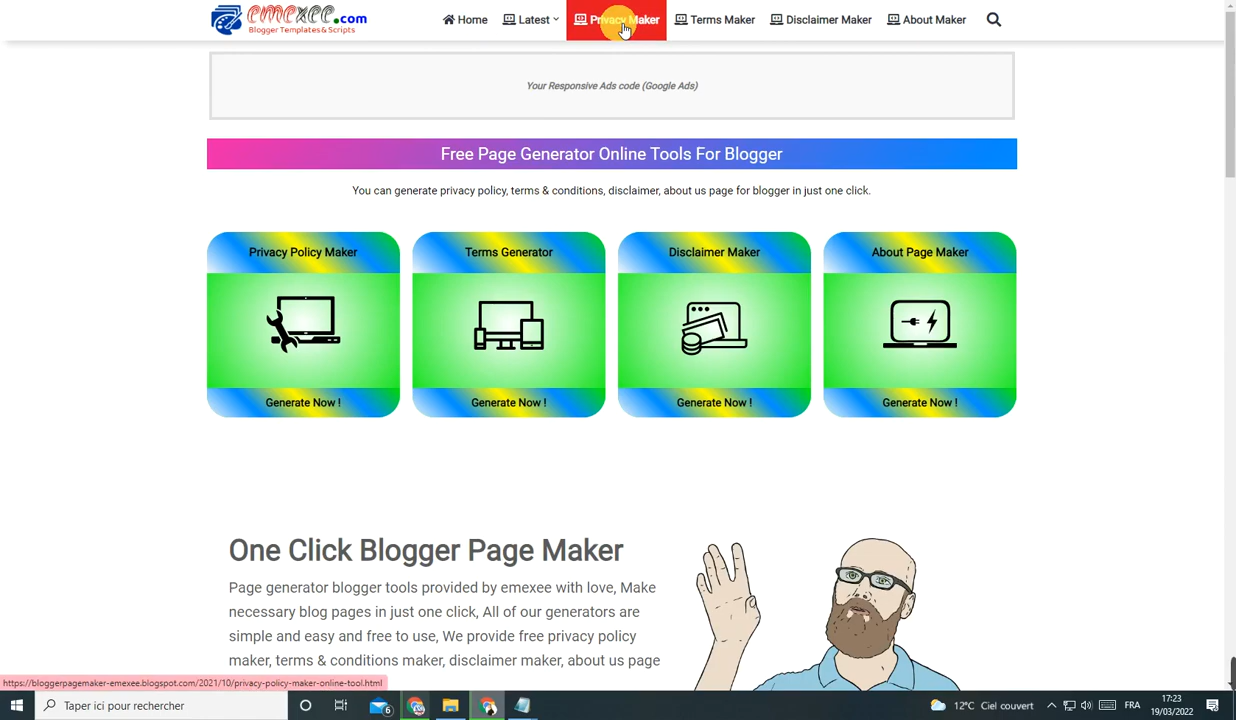 emexee.com
Blogger Templates & Scripts
Home
Latest
Privacy Maker
Terms Maker
Disclaimer Maker
About Maker
Your Responsive Ads code (Google Ads)
Free Page Generator Online Tools For Blogger
You can generate privacy policy, terms & conditions, disclaimer, about us page for blogger in just one click.
Privacy Policy Maker
Terms Generator
Disclaimer Maker
About Page Maker
Generate Now !
Generate Now !
Generate Now !
Generate Now !
One Click Blogger Page Maker
Page generator blogger tools provided by emexee with love, Make
necessary blog pages in just one click, All of our generators are
simple and easy and free to use, We provide free privacy policy
maker, terms & conditions maker, disclaimer maker, about us page
https://bloggerpagemaker-emexee.blogspot.com/2021/10/privacy-policy-maker-online-tool.html
Taper ici pour rechercher
6
12°C Ciel couvert
FRA
17:23
19/03/2022